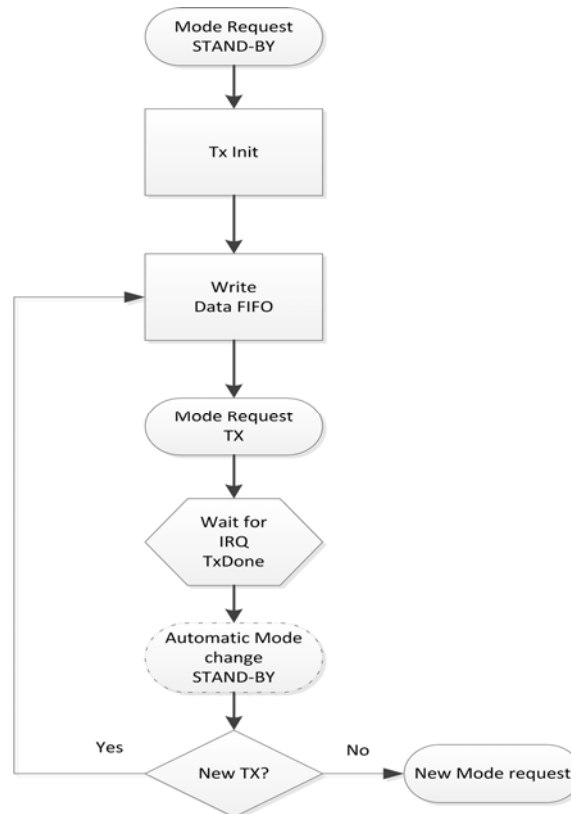 Mode Request
STAND-BY
Tx Init
Write
Data FIFO
Mode Request
TX
Wait for
IRQ
TxDone
Automatic Mode
change
STAND-BY
Yes
New TX?
No
New Mode request